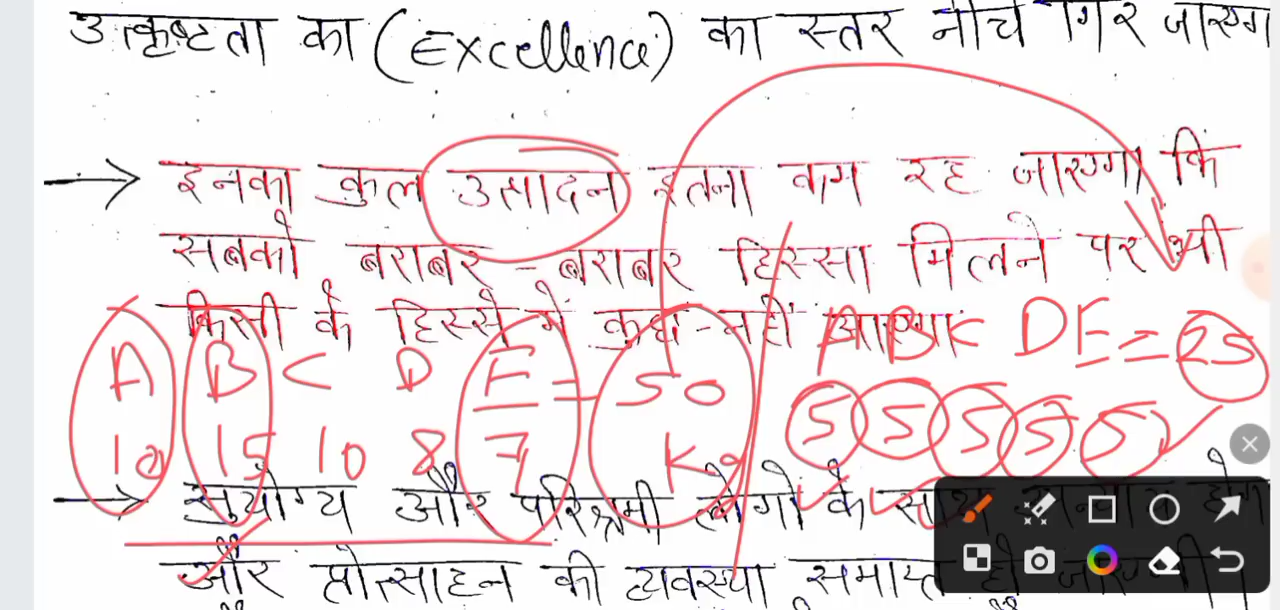 उत्कृष्टता का (Excellence) का स्तर नीचे गिर जाएग
→ इनका कुल उत्पादन इतना कम रह जाएगा कि
सबको बराबर - बराबर हिस्सा मिलने पर भी
किसी के हिस्से में कुछ-नहीं आएगा
A B C D E = 50 A B C D E = 25
10 15 10 8 7 Kg 5 5 5 5 5
→ सुयोग्य और परिश्रमी लोगों के साथ
और प्रोत्साहन की व्यवस्था समाप्त हो जाएगी।